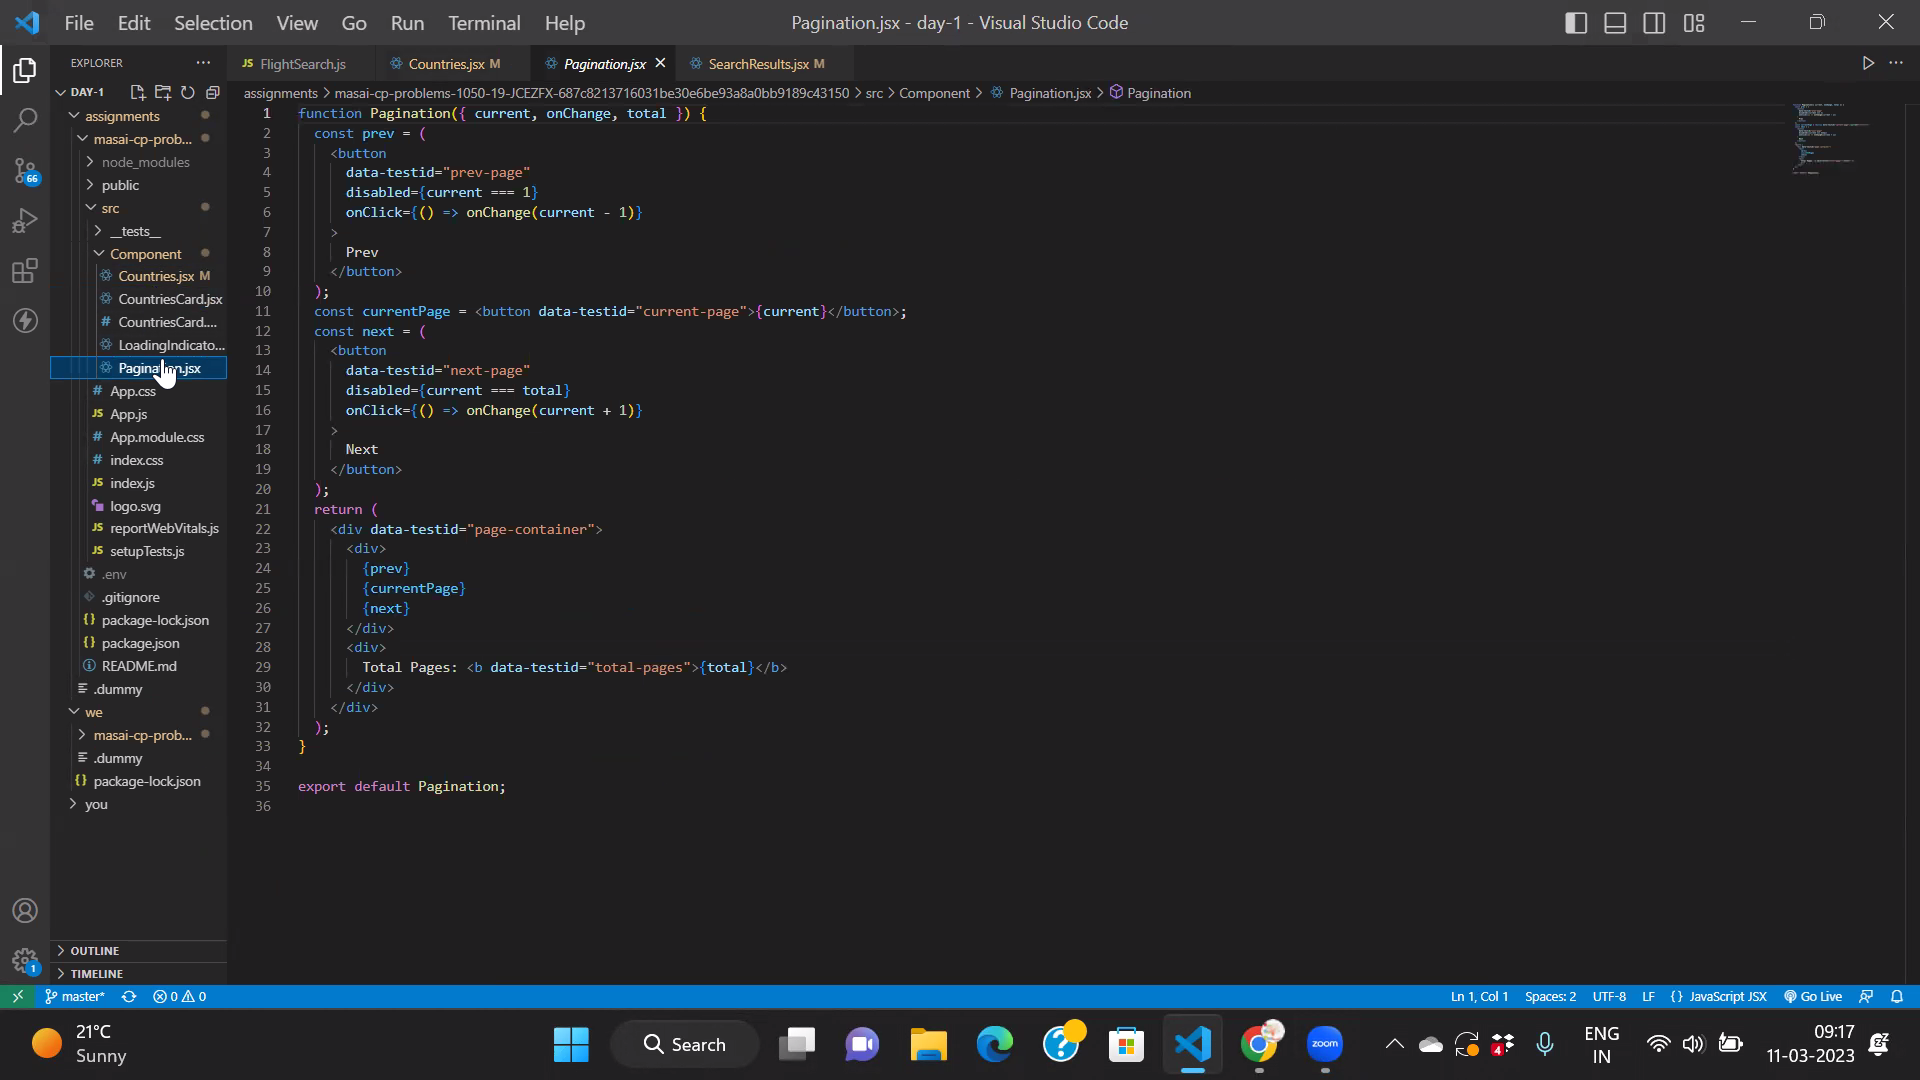 File Edit Selection View Go Run Terminal Help
Pagination.jsx - day-1 - Visual Studio Code
EXPLORER
DAY-1
assignments
masai-cp-prob...
node_modules
public
src
__tests__
Component
Countries.jsx M
CountriesCard.jsx
# CountriesCard....
LoadingIndicato...
Pagination.jsx
# App.css
JS App.js
# App.module.css
# index.css
JS index.js
logo.svg
JS reportWebVitals.js
JS setupTests.js
.env
.gitignore
{} package-lock.json
{} package.json
README.md
.dummy
we
masai-cp-prob...
.dummy
{} package-lock.json
you
OUTLINE
TIMELINE
66
1
JS FlightSearch.js
Countries.jsx M
Pagination.jsx
SearchResults.jsx M
assignments > masai-cp-problems-1050-19-JCEZFX-687c8213716031be30e6be93a8a0bb9189c43150 > src > Component > Pagination.jsx > Pagination
1 function Pagination({ current, onChange, total }) {
2 const prev = (
3 <button
4 data-testid="prev-page"
5 disabled={current === 1}
6 onClick={() => onChange(current - 1)}
7 >
8 Prev
9 </button>
10 );
11 const currentPage = <button data-testid="current-page">{current}</button>;
12 const next = (
13 <button
14 data-testid="next-page"
15 disabled={current === total}
16 onClick={() => onChange(current + 1)}
17 >
18 Next
19 </button>
20 );
21 return (
22 <div data-testid="page-container">
23 <div>
24 {prev}
25 {currentPage}
26 {next}
27 </div>
28 <div>
29 Total Pages: <b data-testid="total-pages">{total}</b>
30 </div>
31 </div>
32 );
33 }
34
35 export default Pagination;
36
master* 0 0
Ln 1, Col 1 Spaces: 2 UTF-8 LF {} JavaScript JSX Go Live
21°C
Sunny
Search
zoom
4
ENG
IN
09:17
11-03-2023